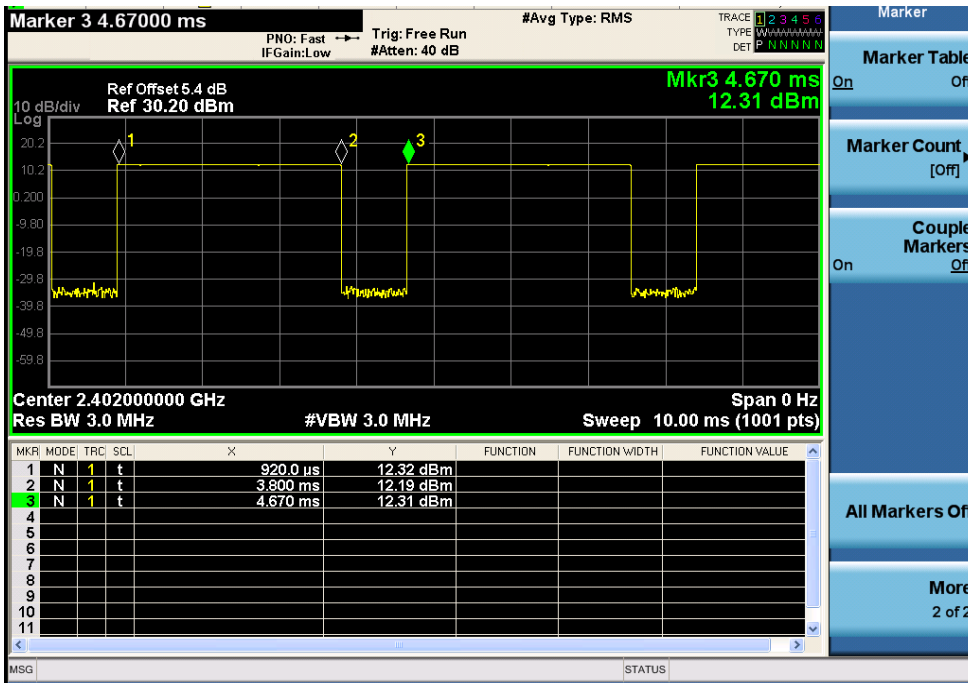 Marker 3 4.67000 ms
PNO: Fast
IFGain:Low
Trig: Free Run
#Atten: 40 dB
#Avg Type: RMS
TRACE 1 2 3 4 5 6
TYPE
DET P N N N N N
Marker
Mkr3 4.670 ms
12.31 dBm
Ref Offset 5.4 dB
10 dB/div Ref 30.20 dBm
Log
20.2
10.2
0.200
-9.80
-19.8
-29.8
-39.8
-49.8
-59.8
1
2
3
Center 2.402000000 GHz Span 0 Hz
Res BW 3.0 MHz #VBW 3.0 MHz Sweep 10.00 ms (1001 pts)
MKR MODE TRC SCL X Y FUNCTION FUNCTION WIDTH FUNCTION VALUE
1 N 1 t 920.0 µs 12.32 dBm
2 N 1 t 3.800 ms 12.19 dBm
3 N 1 t 4.670 ms 12.31 dBm
4
5
6
7
8
9
10
11
MSG STATUS
Marker Table
On Off
Marker Count
[Off]
Couple
Markers
On Off
All Markers Off
More
2 of 2